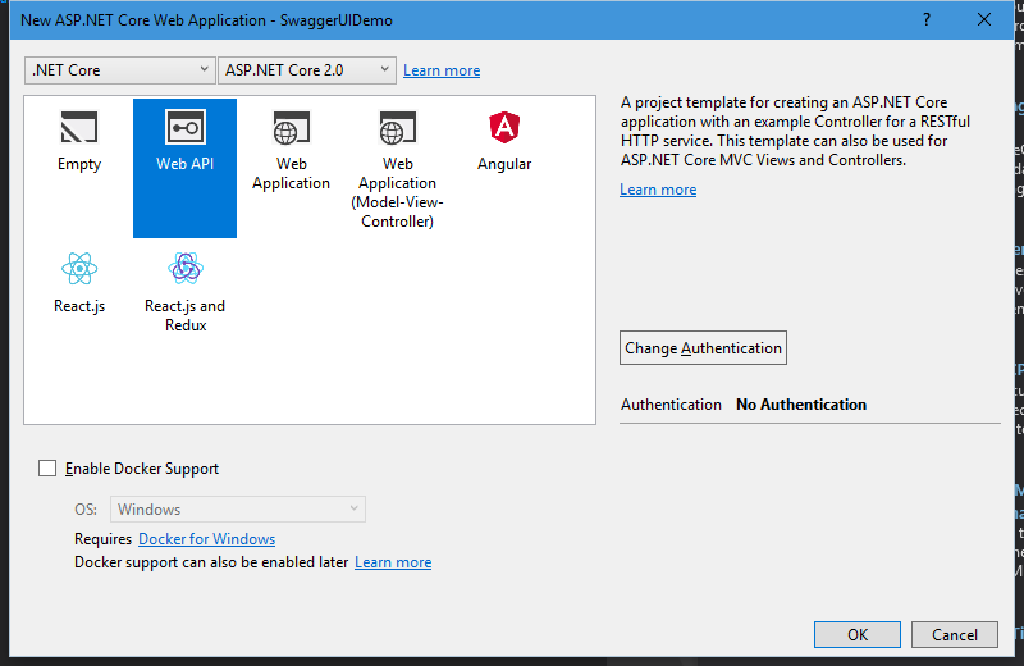 New ASP.NET Core Web Application - SwaggerUIDemo
?
.NET Core
ASP.NET Core 2.0
Learn more
Empty
Web API
Web
Application
Web
Application
(Model-View-
Controller)
Angular
React.js
React.js and
Redux
A project template for creating an ASP.NET Core
application with an example Controller for a RESTful
HTTP service. This template can also be used for
ASP.NET Core MVC Views and Controllers.
Learn more
Change Authentication
Authentication No Authentication
Enable Docker Support
OS: Windows
Requires Docker for Windows
Docker support can also be enabled later Learn more
OK
Cancel